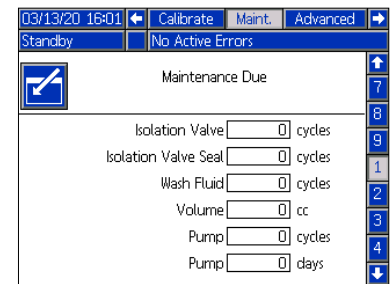 03/13/20 16:01 Calibrate Maint. Advanced
Standby No Active Errors
Maintenance Due
7
8
9
1
2
3
4
Isolation Valve 0 cycles
Isolation Valve Seal 0 cycles
Wash Fluid 0 cycles
Volume 0 cc
Pump 0 cycles
Pump 0 days